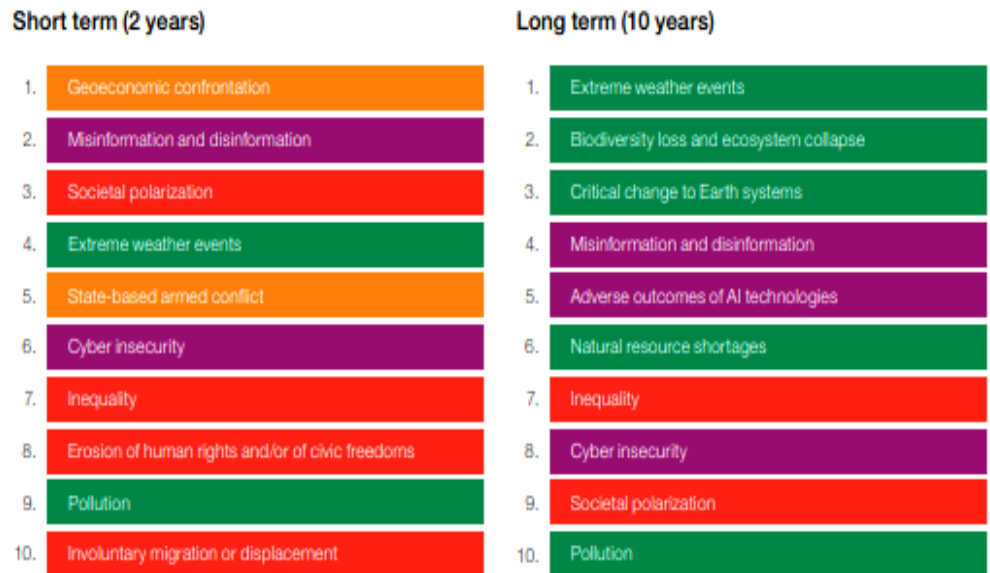 Short term (2 years)
1. Geoeconomic confrontation
2. Misinformation and disinformation
3. Societal polarization
4. Extreme weather events
5. State-based armed conflict
6. Cyber insecurity
7. Inequality
8. Erosion of human rights and/or of civic freedoms
9. Pollution
10. Involuntary migration or displacement
Long term (10 years)
1. Extreme weather events
2. Biodiversity loss and ecosystem collapse
3. Critical change to Earth systems
4. Misinformation and disinformation
5. Adverse outcomes of AI technologies
6. Natural resource shortages
7. Inequality
8. Cyber insecurity
9. Societal polarization
10. Pollution